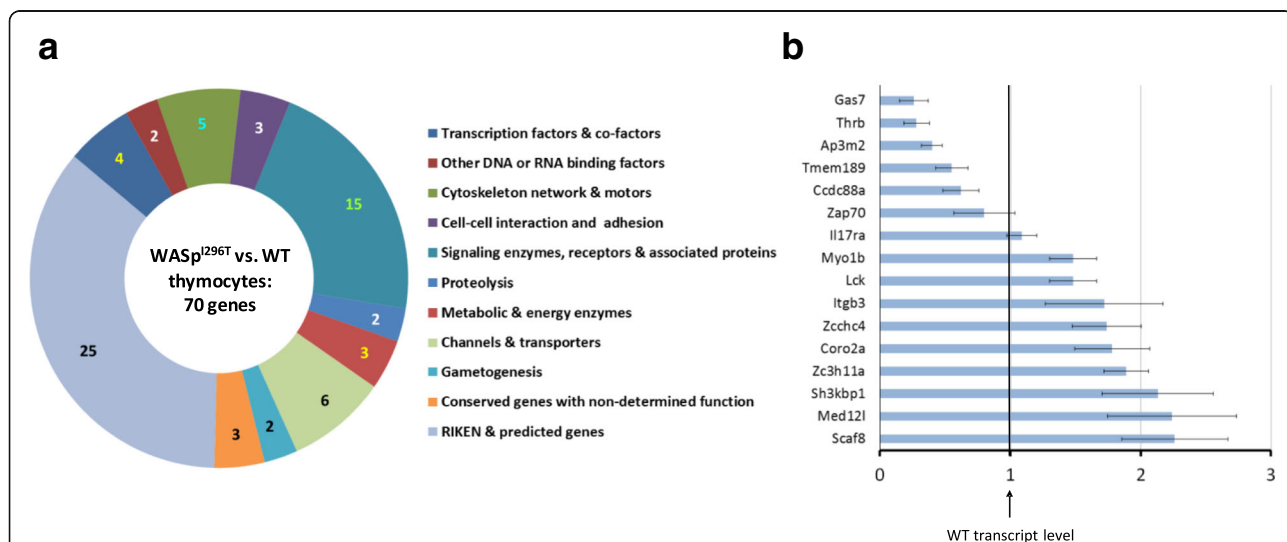 a
4
2
5
3
15
2
3
6
2
3
25
WASp^I296T vs. WT
thymocytes:
70 genes
Transcription factors & co-factors
Other DNA or RNA binding factors
Cytoskeleton network & motors
Cell-cell interaction and adhesion
Signaling enzymes, receptors & associated proteins
Proteolysis
Metabolic & energy enzymes
Channels & transporters
Gametogenesis
Conserved genes with non-determined function
RIKEN & predicted genes
b
Gas7
Thrb
Ap3m2
Tmem189
Ccdc88a
Zap70
Il17ra
Myo1b
Lck
Itgb3
Zcchc4
Coro2a
Zc3h11a
Sh3kbp1
Med12l
Scaf8
0 1 2 3
WT transcript level